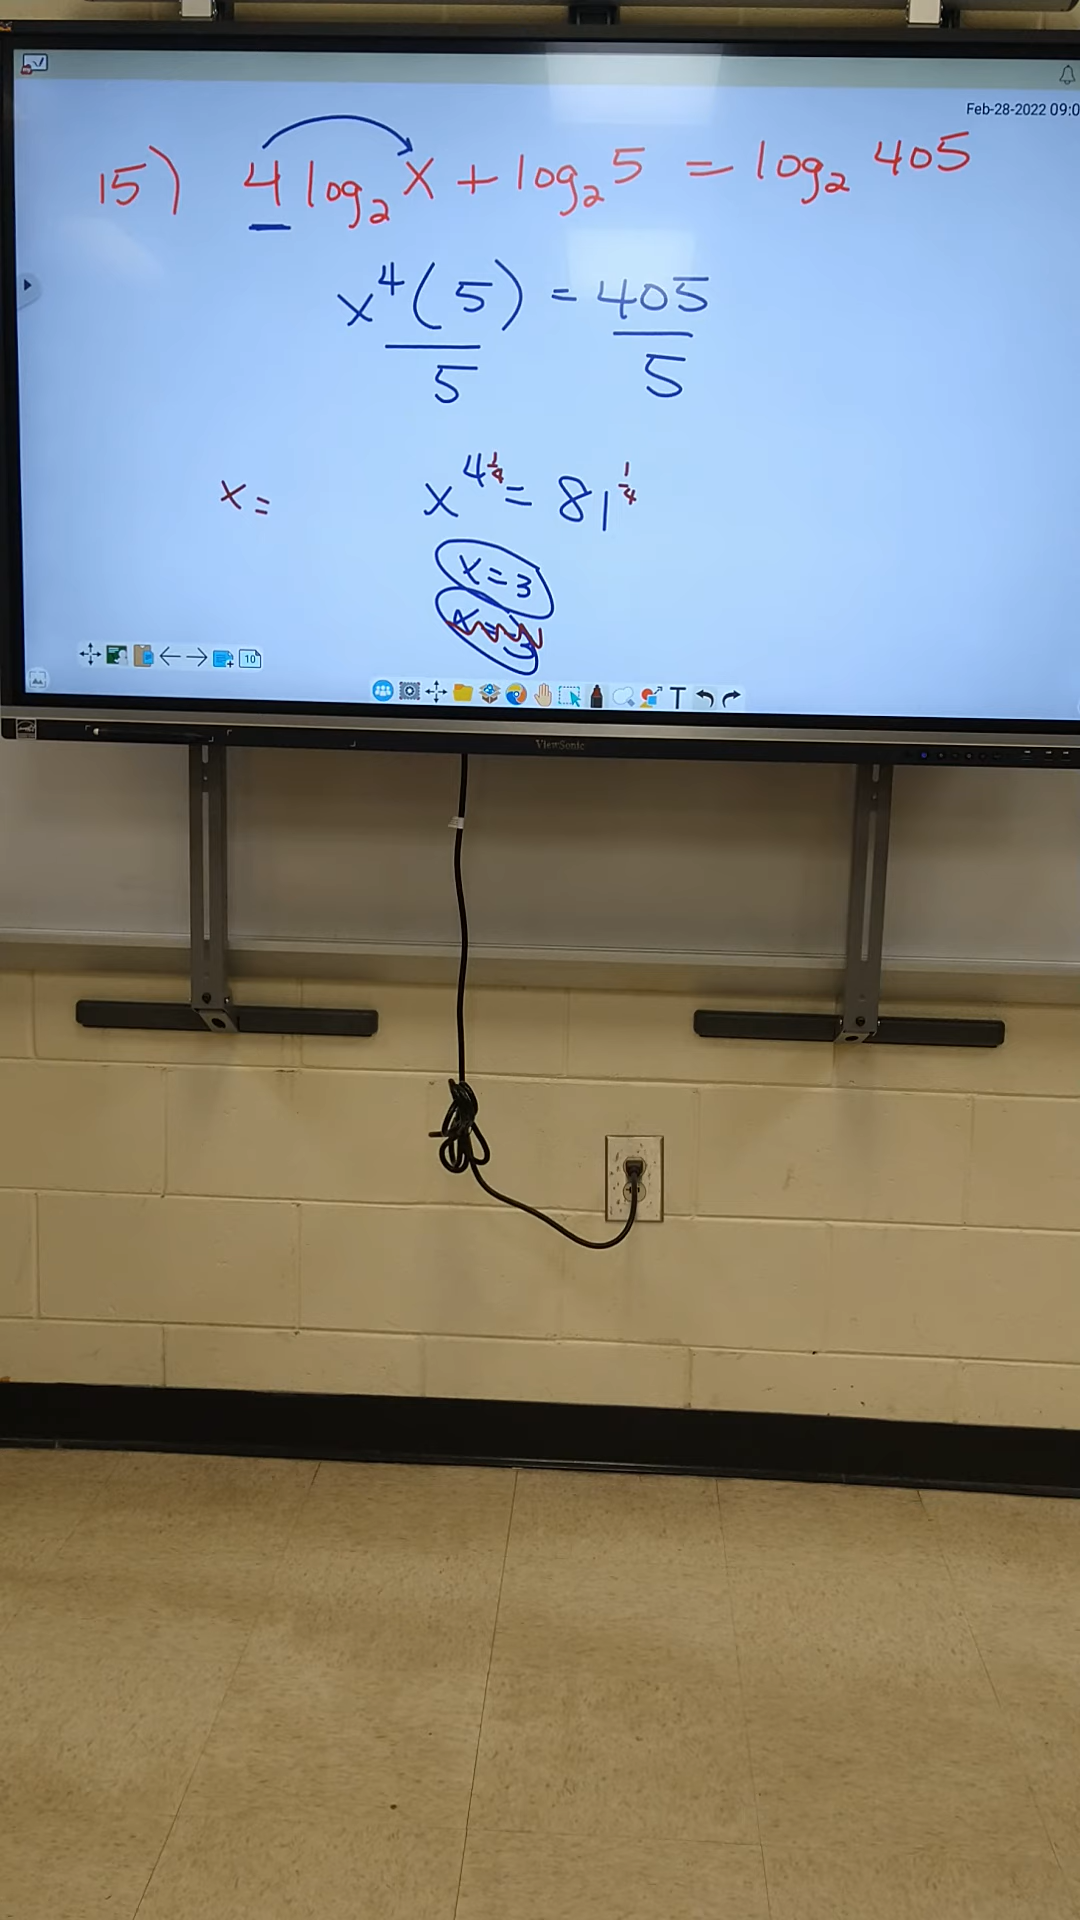 Feb-28-2022 09:0
15) 4 log₂ x + log₂ 5 = log₂ 405
x⁴(5) = 405
5 5
x⁴ ¹/₄ = 81 ¹/₄
x =
x = 3
10
T
ViewSonic